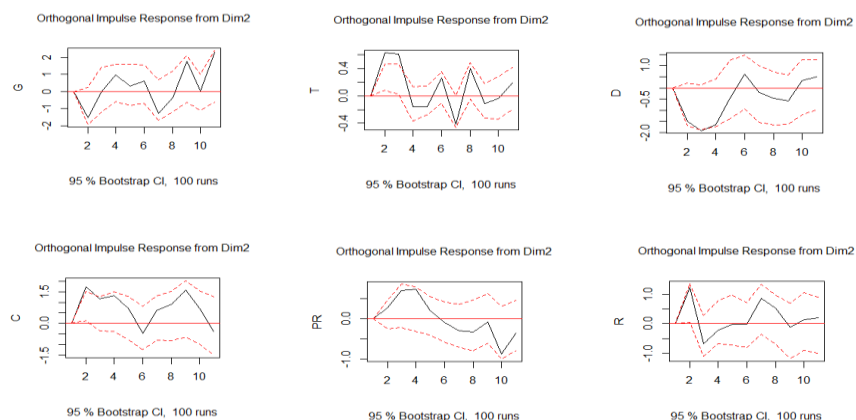 Orthogonal Impulse Response from Dim2
G
2
1
0
-1
-2
2 4 6 8 10
95 % Bootstrap CI, 100 runs
Orthogonal Impulse Response from Dim2
T
0.4
0.0
-0.4
2 4 6 8 10
95 % Bootstrap CI, 100 runs
Orthogonal Impulse Response from Dim2
D
1.0
-0.5
-2.0
2 4 6 8 10
95 % Bootstrap CI, 100 runs
Orthogonal Impulse Response from Dim2
C
1.5
0.0
-1.5
2 4 6 8 10
95 % Bootstrap CI, 100 runs
Orthogonal Impulse Response from Dim2
PR
0.0
-1.0
2 4 6 8 10
95 % Bootstrap CI, 100 runs
Orthogonal Impulse Response from Dim2
R
1.0
0.0
-1.0
2 4 6 8 10
95 % Bootstrap CI, 100 runs